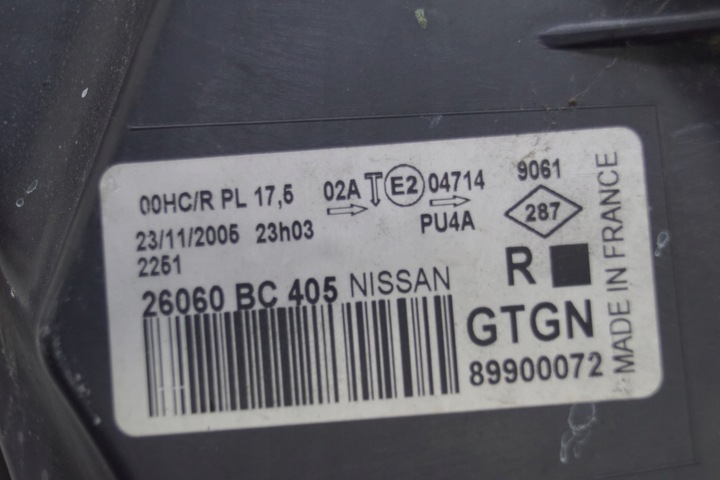 00HC/R PL 17,5
02A E2 04714
PU4A
9061
287
23/11/2005 23h03
2251
26060 BC 405 NISSAN
R
GTGN
89900072
MADE IN FRANCE